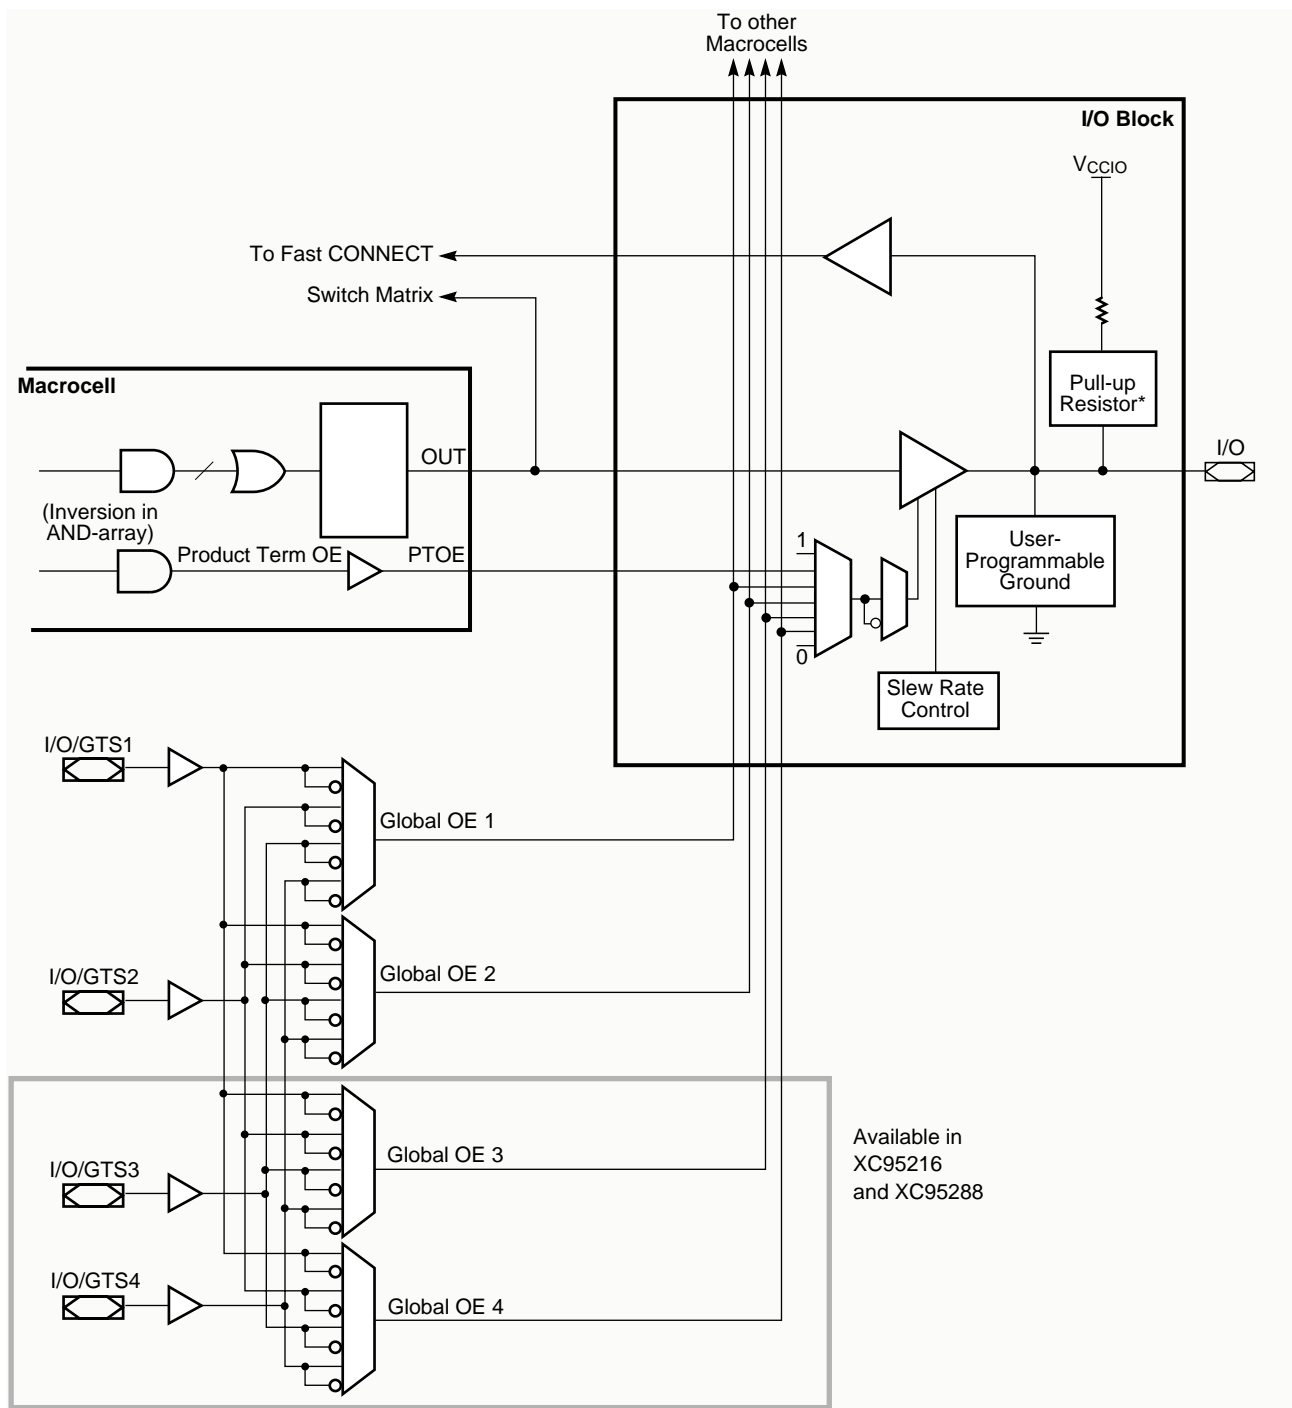 To other
Macrocells
I/O Block
VCCIO
To Fast CONNECT
Switch Matrix
Macrocell
Pull-up
Resistor*
OUT
I/O
(Inversion in
AND-array)
Product Term OE
PTOE
1
User-
Programmable
Ground
0
Slew Rate
Control
I/O/GTS1
Global OE 1
I/O/GTS2
Global OE 2
Available in
XC95216
and XC95288
I/O/GTS3
Global OE 3
I/O/GTS4
Global OE 4